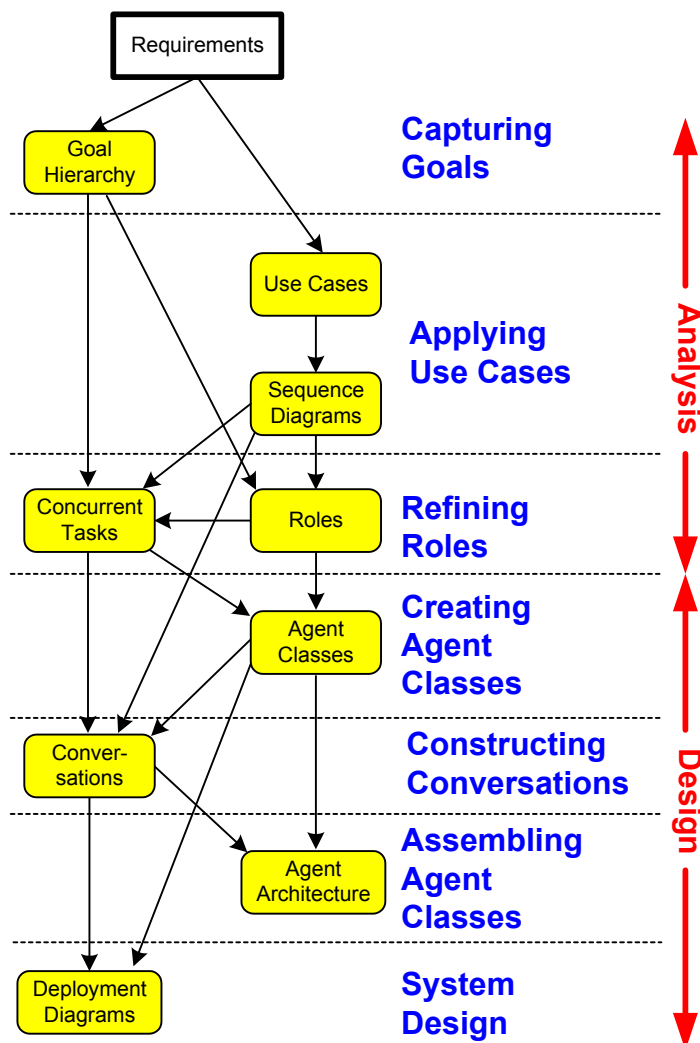 Requirements
Goal
Hierarchy
Capturing
Goals
Use Cases
Applying
Use Cases
Sequence
Diagrams
Analysis
Concurrent
Tasks
Roles
Refining
Roles
Agent
Classes
Creating
Agent
Classes
Conver-
sations
Constructing
Conversations
Design
Agent
Architecture
Assembling
Agent
Classes
Deployment
Diagrams
System
Design